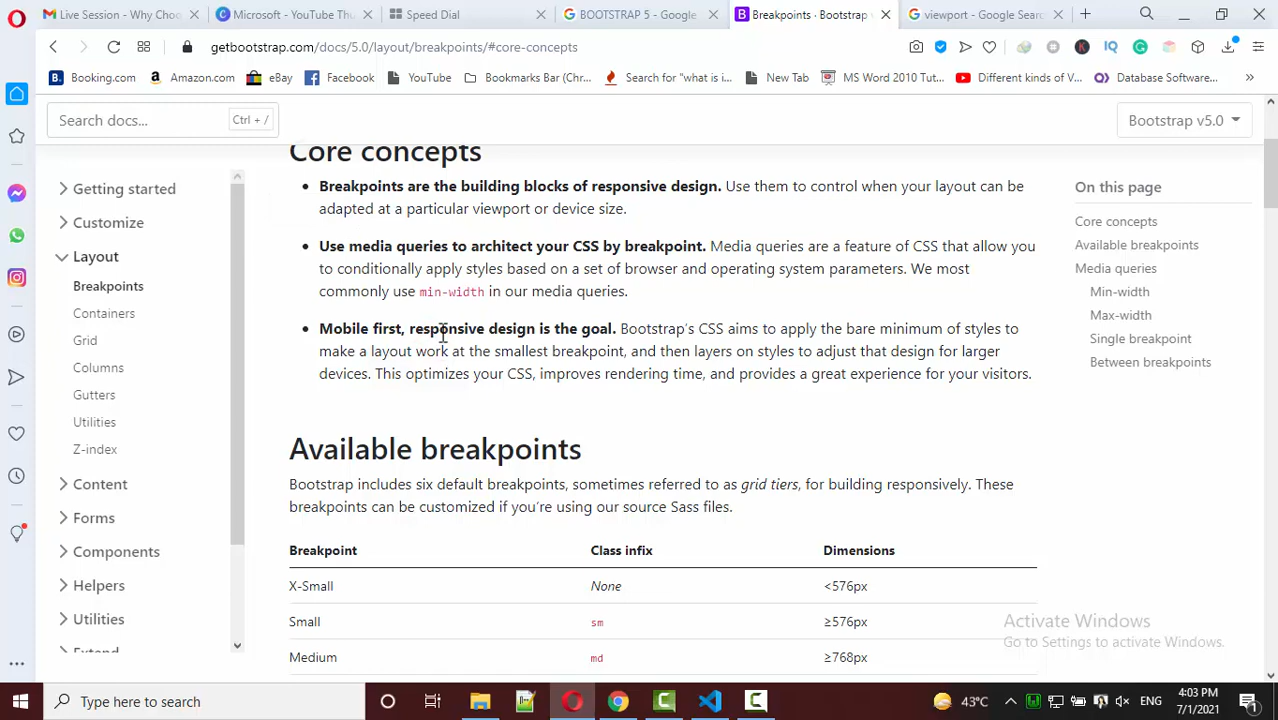 Live Session - Why Choo
Microsoft - YouTube Thu
Speed Dial
BOOTSTRAP 5 - Google
Breakpoints · Bootstrap v
viewport - Google Searc
getbootstrap.com/docs/5.0/layout/breakpoints/#core-concepts
Booking.com
Amazon.com
eBay
Facebook
YouTube
Bookmarks Bar (Chr...
Search for "what is i...
New Tab
MS Word 2010 Tut...
Different kinds of V...
Database Software...
Search docs...
Ctrl + /
Bootstrap v5.0
Getting started
Customize
Layout
Breakpoints
Containers
Grid
Columns
Gutters
Utilities
Z-index
Content
Forms
Components
Helpers
Utilities
Extend
Core concepts
• Breakpoints are the building blocks of responsive design. Use them to control when your layout can be
adapted at a particular viewport or device size.
• Use media queries to architect your CSS by breakpoint. Media queries are a feature of CSS that allow you
to conditionally apply styles based on a set of browser and operating system parameters. We most
commonly use min-width in our media queries.
• Mobile first, responsive design is the goal. Bootstrap's CSS aims to apply the bare minimum of styles to
make a layout work at the smallest breakpoint, and then layers on styles to adjust that design for larger
devices. This optimizes your CSS, improves rendering time, and provides a great experience for your visitors.
Available breakpoints
Bootstrap includes six default breakpoints, sometimes referred to as grid tiers, for building responsively. These
breakpoints can be customized if you're using our source Sass files.
Breakpoint Class infix Dimensions
X-Small None <576px
Small sm ≥576px
Medium md ≥768px
On this page
Core concepts
Available breakpoints
Media queries
Min-width
Max-width
Single breakpoint
Between breakpoints
Activate Windows
Go to Settings to activate Windows.
Type here to search
43°C
ENG
4:03 PM
7/1/2021